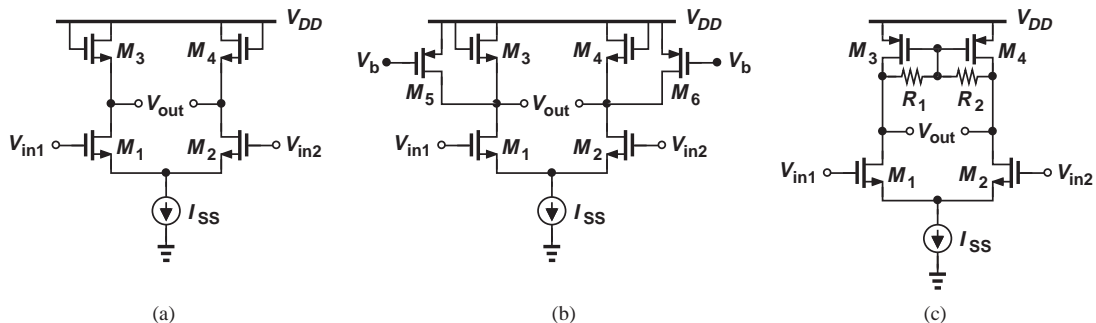 V_DD
M_3
M_4
V_out
V_in1
M_1
M_2
V_in2
I_SS
(a)
V_DD
V_b
M_3
M_4
V_b
M_5
M_6
V_out
V_in1
M_1
M_2
V_in2
I_SS
(b)
V_DD
M_3
M_4
R_1
R_2
V_out
V_in1
M_1
M_2
V_in2
I_SS
(c)